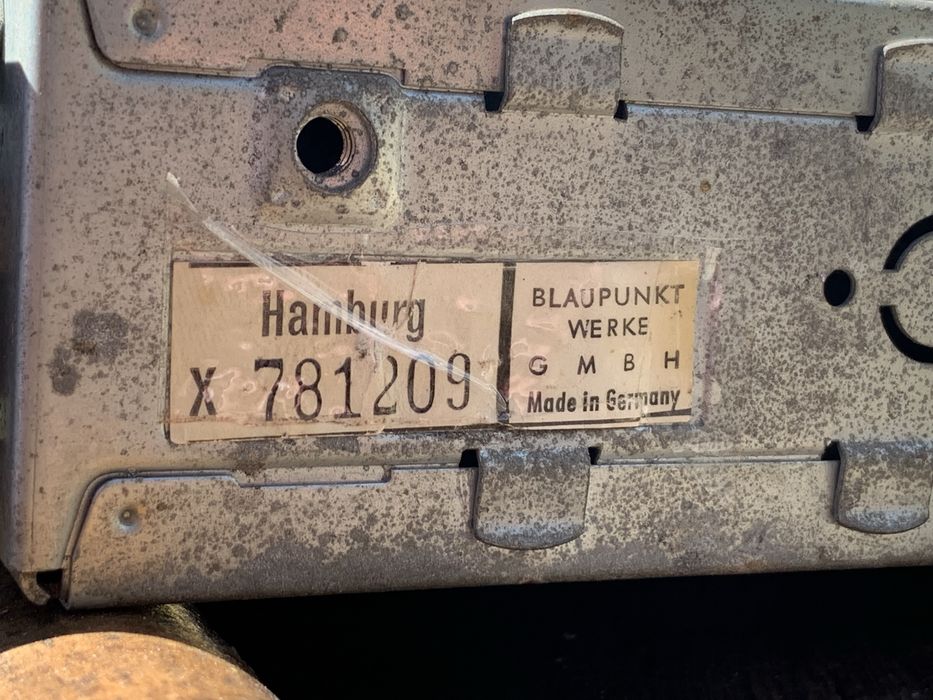 Hamburg
X 781209
BLAUPUNKT
WERKE
G M B H
Made in Germany